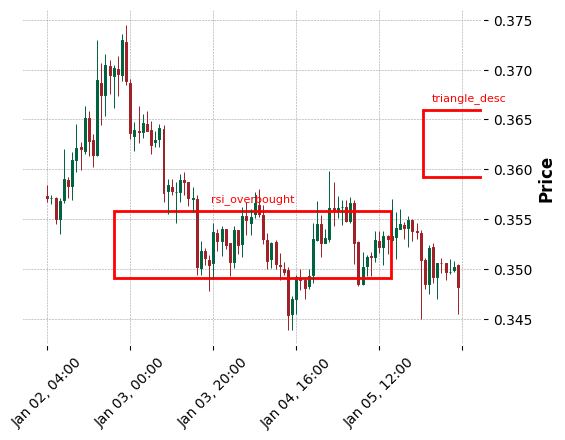 0.375
0.370
triangle_desc
0.365
0.360
rsi_overbought
0.355
0.350
0.345
Price
Jan 02, 04:00
Jan 03, 00:00
Jan 03, 20:00
Jan 04, 16:00
Jan 05, 12:00